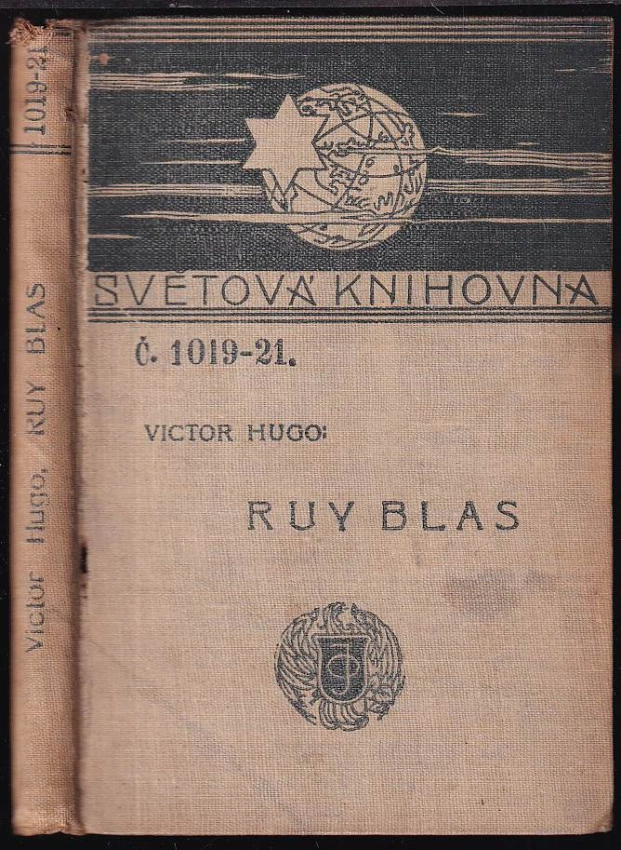 1019-21
Victor Hugo, RUY BLAS
SVĚTOVÁ KNIHOVNA
Č. 1019-21.
VICTOR HUGO:
RUY BLAS